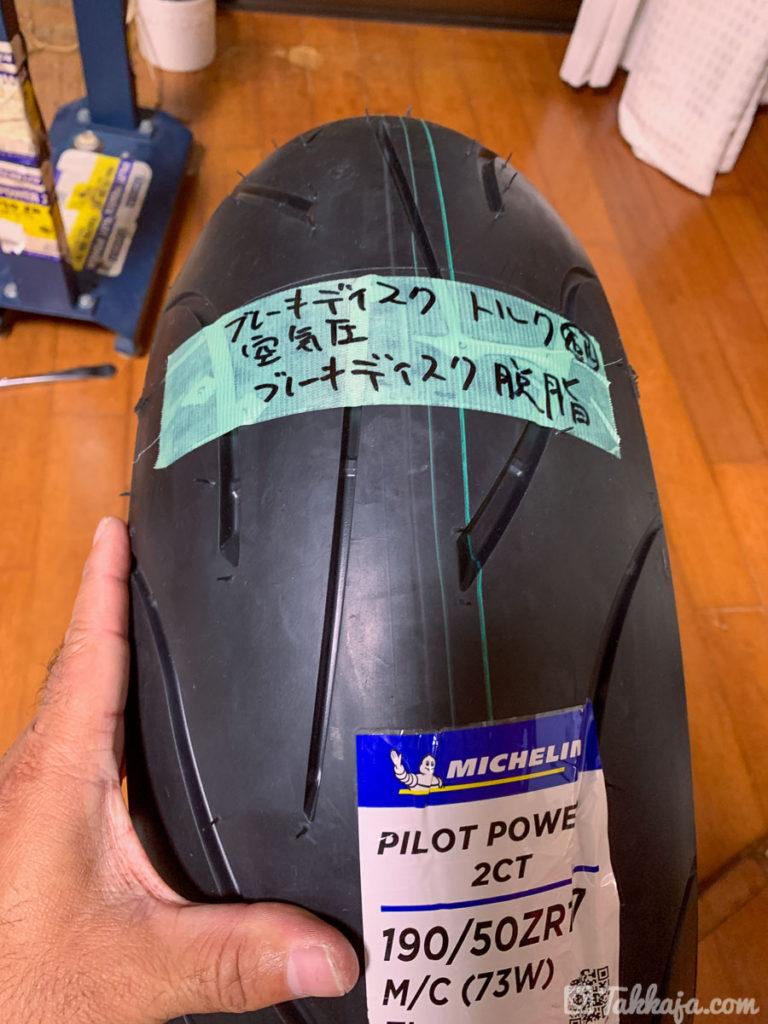 ブレーキディスク トルク
空気圧
ブレーキディスク 脱脂
MICHELIN
PILOT POWE
2CT
190/50ZR17
M/C (73W)
Takkaja.com